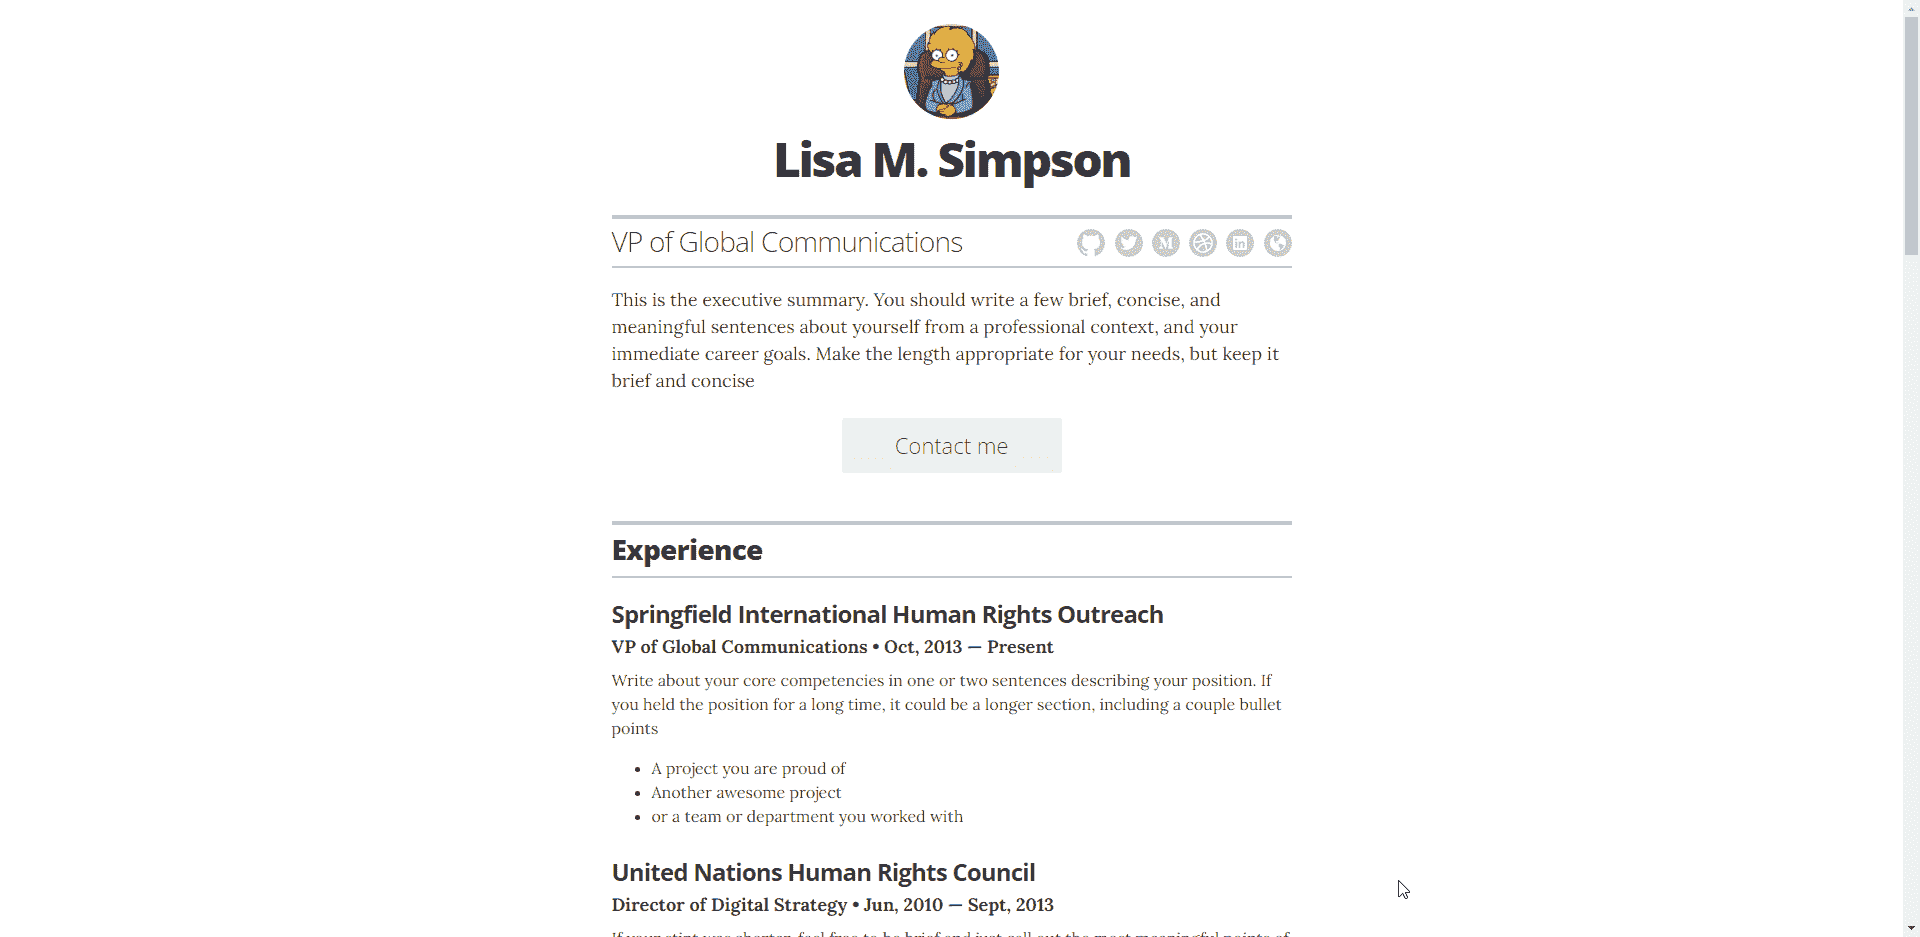 Lisa M. Simpson
VP of Global Communications
This is the executive summary. You should write a few brief, concise, and
meaningful sentences about yourself from a professional context, and your
immediate career goals. Make the length appropriate for your needs, but keep it
brief and concise
Contact me
Experience
Springfield International Human Rights Outreach
VP of Global Communications • Oct, 2013 — Present
Write about your core competencies in one or two sentences describing your position. If
you held the position for a long time, it could be a longer section, including a couple bullet
points
• A project you are proud of
• Another awesome project
• or a team or department you worked with
United Nations Human Rights Council
Director of Digital Strategy • Jun, 2010 — Sept, 2013